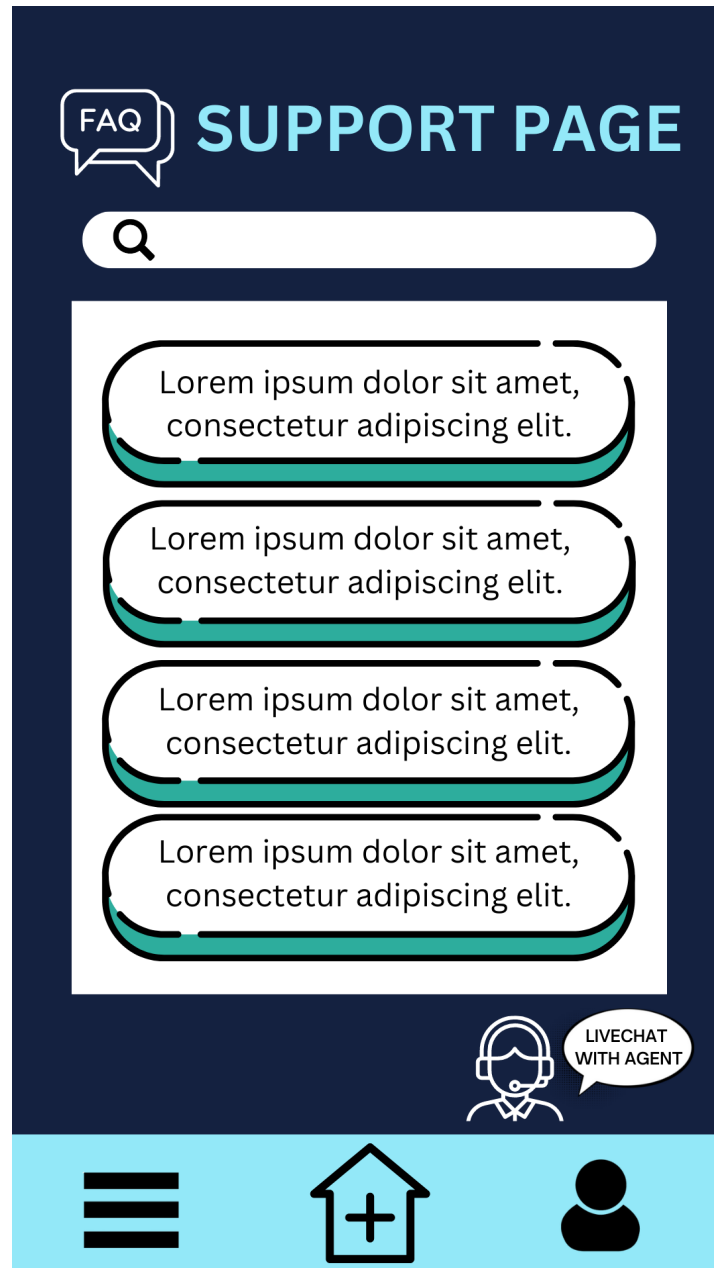 FAQ
SUPPORT PAGE
Lorem ipsum dolor sit amet,
consectetur adipiscing elit.
Lorem ipsum dolor sit amet,
consectetur adipiscing elit.
Lorem ipsum dolor sit amet,
consectetur adipiscing elit.
Lorem ipsum dolor sit amet,
consectetur adipiscing elit.
LIVECHAT
WITH AGENT